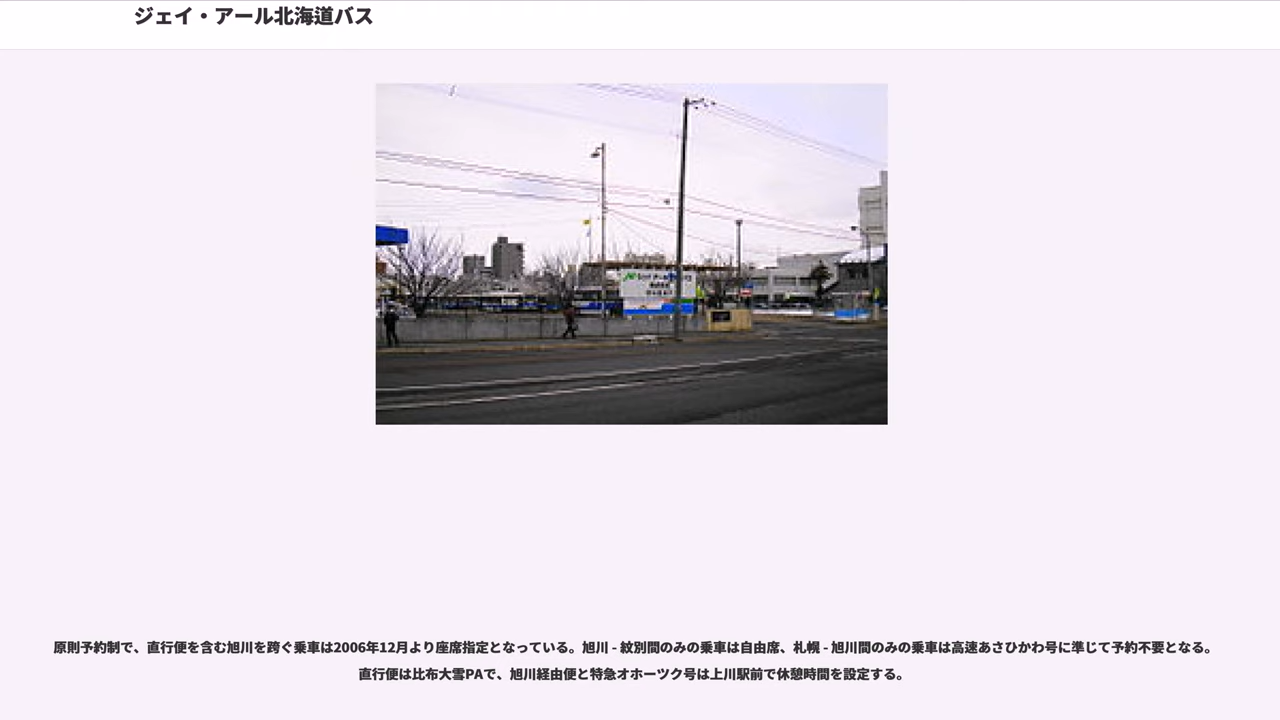 ジェイ・アール北海道バス
原則予約制で、直行便を含む旭川を跨ぐ乗車は2006年12月より座席指定となっている。旭川 - 紋別間のみの乗車は自由席、札幌 - 旭川間のみの乗車は高速あさひかわ号に準じて予約不要となる。
直行便は比布大雪PAで、旭川経由便と特急オホーツク号は上川駅前で休憩時間を設定する。